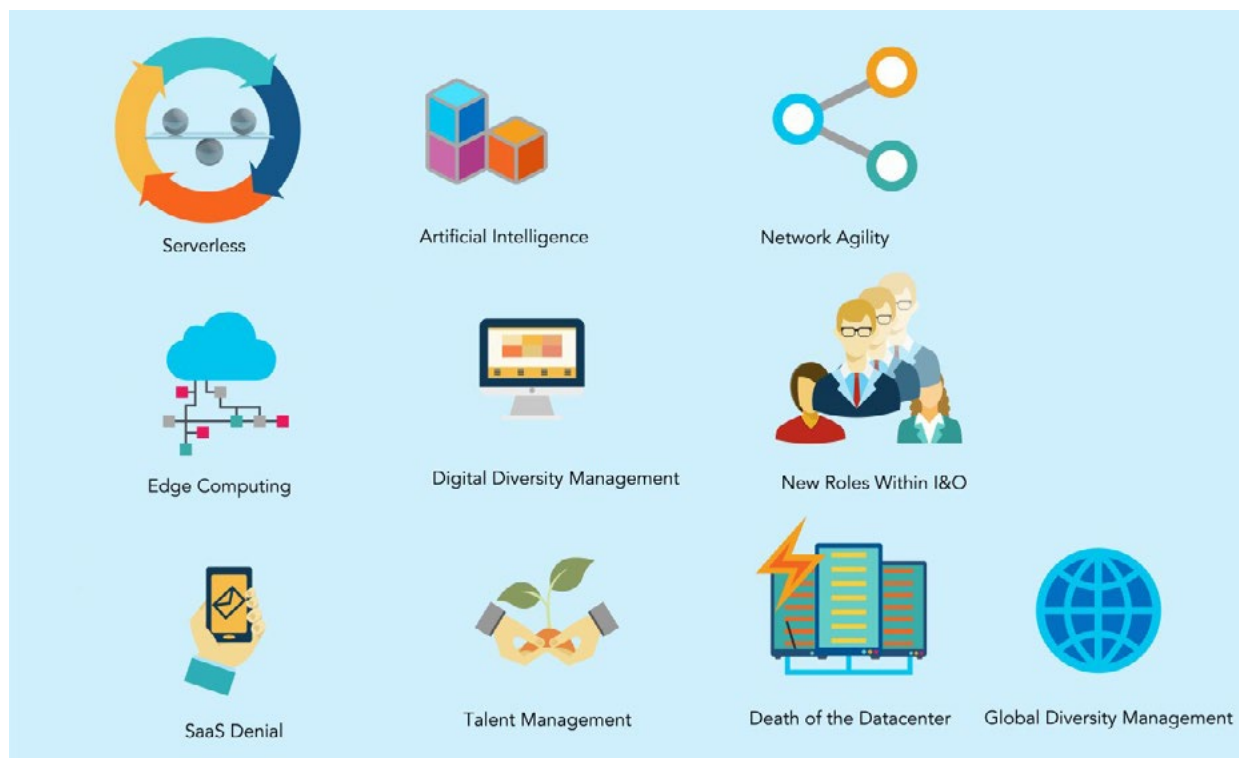 Serverless
Artificial Intelligence
Network Agility
Edge Computing
Digital Diversity Management
New Roles Within I&O
SaaS Denial
Talent Management
Death of the Datacenter
Global Diversity Management